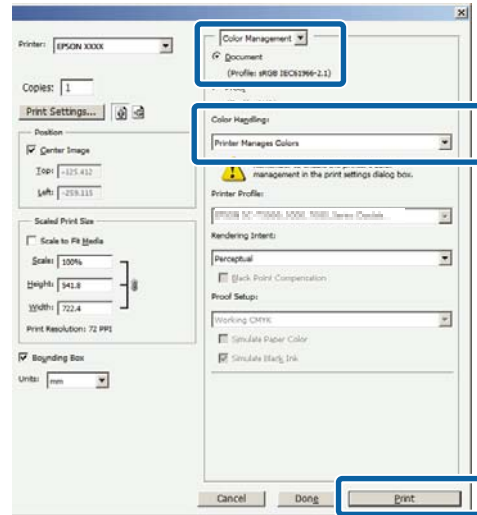 Printer: EPSON XXXX
Copies: 1
Print Settings...
Position
Center Image
Top: -125.412
Left: -259.115
Scaled Print Size
Scale to Fit Media
Scale: 100%
Height: 541.8
Width: 722.4
Print Resolution: 72 PPI
Bounding Box
Units: mm
Color Management
Document
(Profile: sRGB IEC61966-2.1)
Color Handling:
Printer Manages Colors
management in the print settings dialog box.
Printer Profile:
Rendering Intent:
Perceptual
Black Point Compensation
Proof Setup:
Working CMYK
Simulate Paper Color
Simulate Black Ink
Cancel
Done
Print